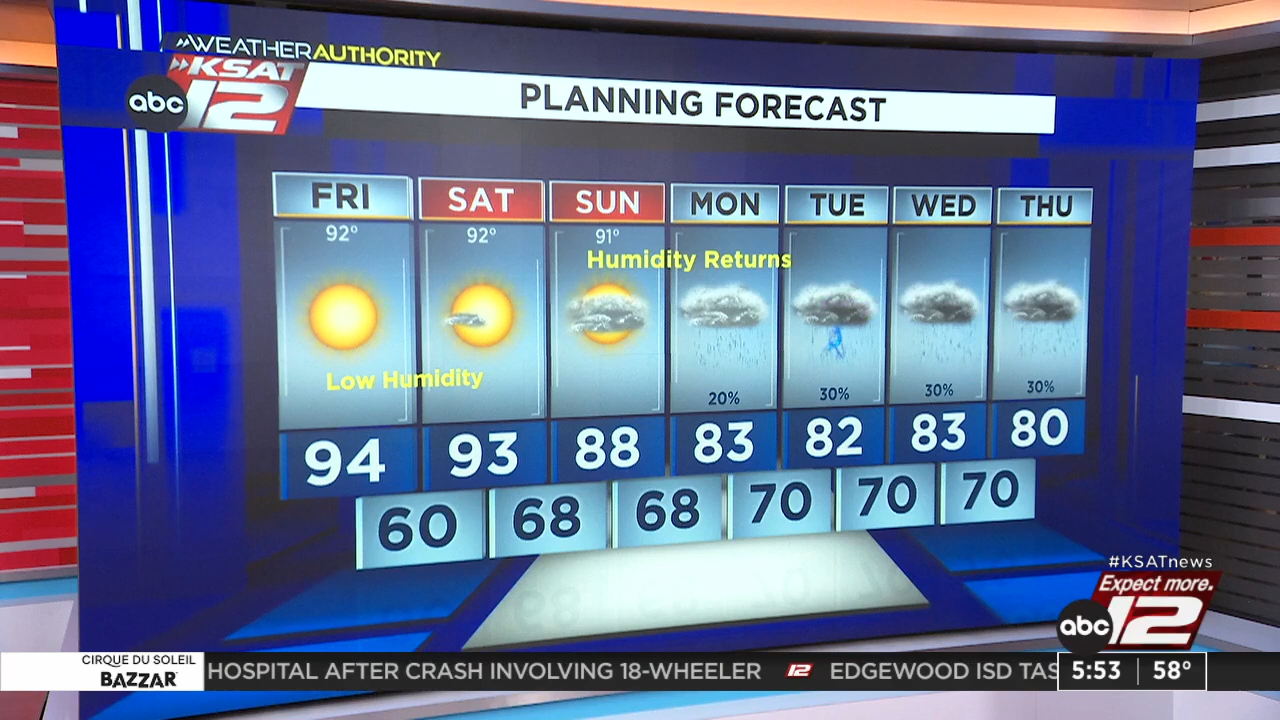 WEATHERAUTHORITY
KSAT
abc 12
PLANNING FORECAST
FRI SAT SUN MON TUE WED THU
92° 92° 91°
Humidity Returns
Low Humidity
20% 30% 30% 30%
94 93 88 83 82 83 80
60 68 68 70 70 70
#KSATnews
Expect more.
abc 12
CIRQUE DU SOLEIL
BAZZAR
HOSPITAL AFTER CRASH INVOLVING 18-WHEELER 12 EDGEWOOD ISD TAS
5:53 58°